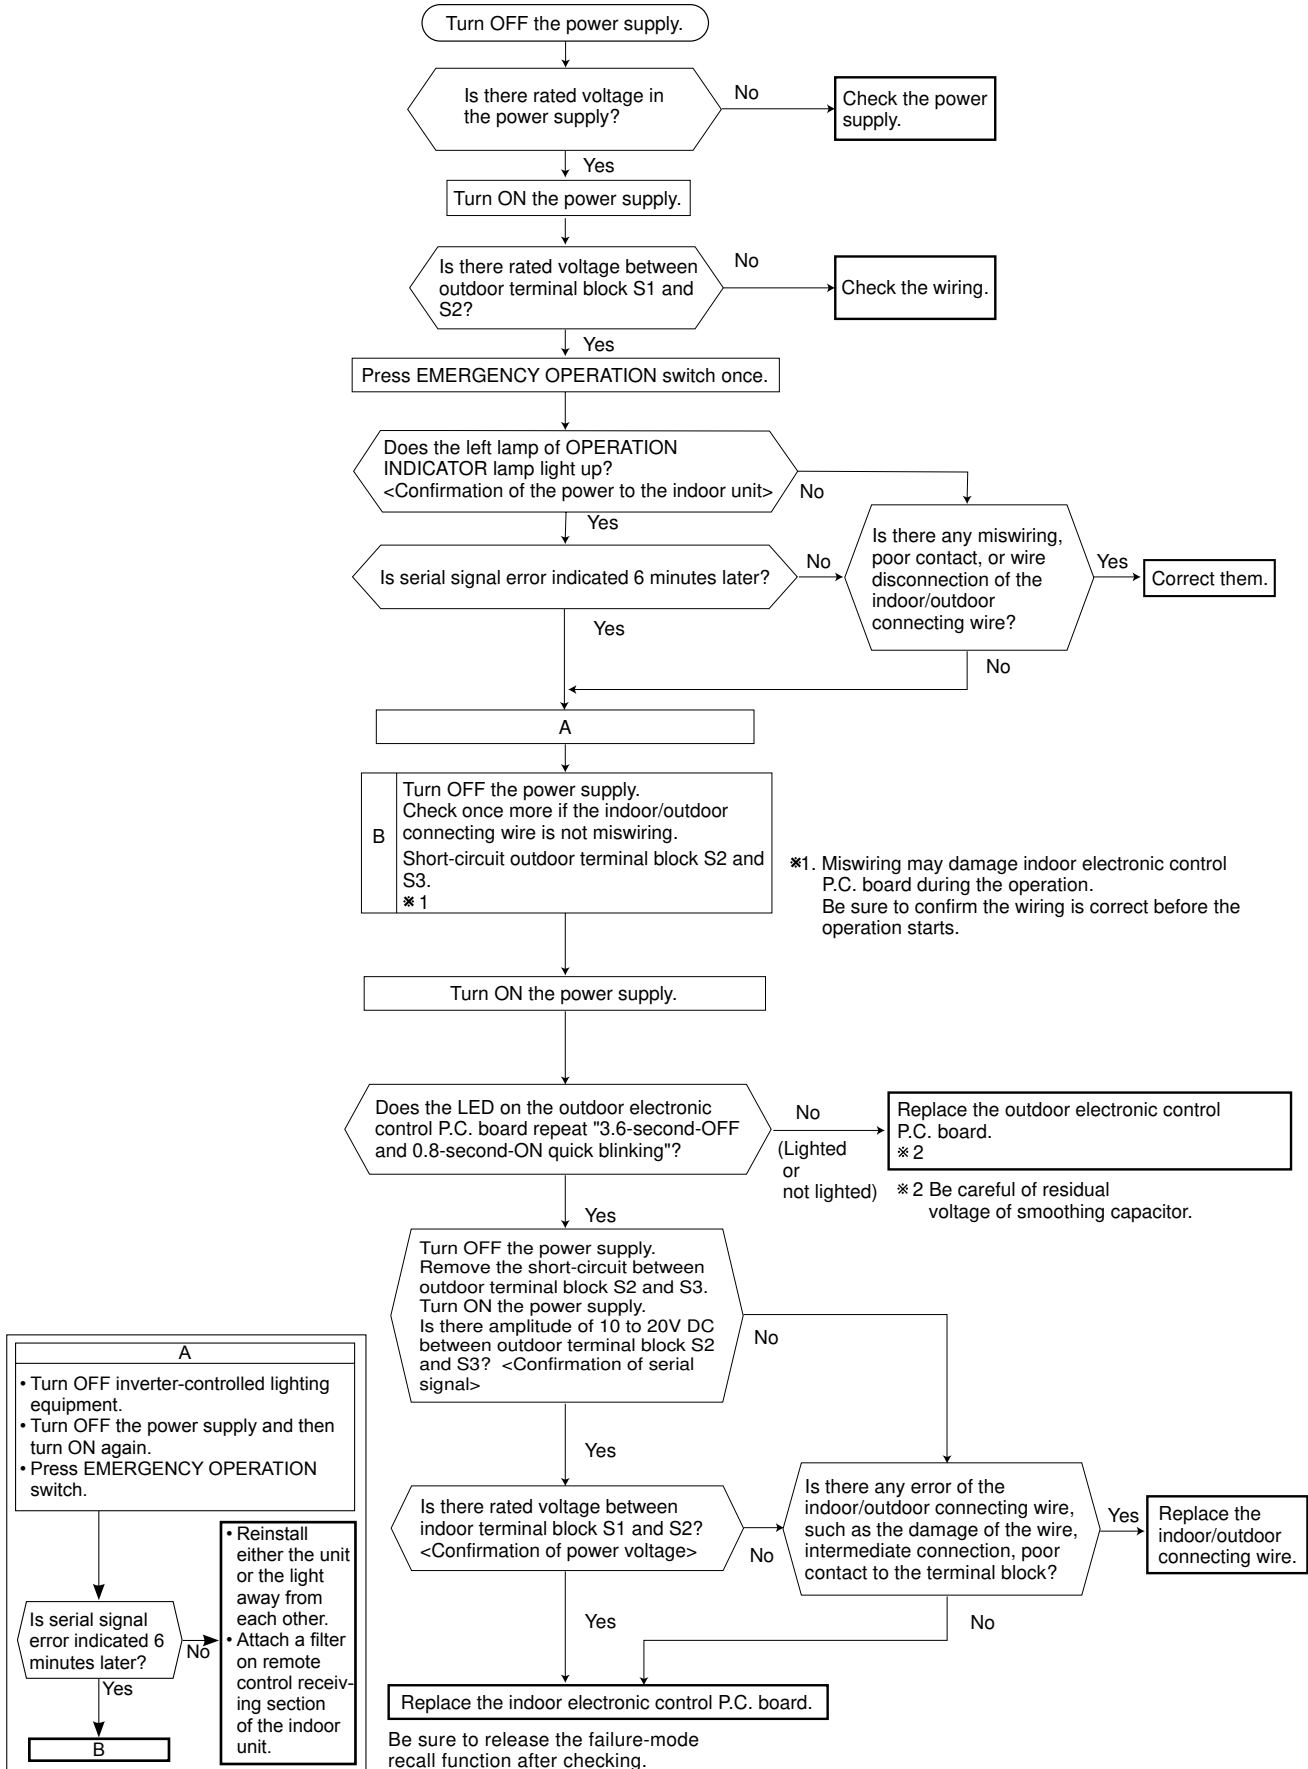 Turn OFF the power supply.
Is there rated voltage in
the power supply?
No
Check the power
supply.
Yes
Turn ON the power supply.
Is there rated voltage between
outdoor terminal block S1 and
S2?
No
Check the wiring.
Yes
Press EMERGENCY OPERATION switch once.
Does the left lamp of OPERATION
INDICATOR lamp light up?
<Confirmation of the power to the indoor unit>
No
Yes
Is serial signal error indicated 6 minutes later?
No
Is there any miswiring,
poor contact, or wire
disconnection of the
indoor/outdoor
connecting wire?
Yes
Correct them.
Yes
No
A
B
Turn OFF the power supply.
Check once more if the indoor/outdoor
connecting wire is not miswiring.
Short-circuit outdoor terminal block S2 and
S3.
※1
※1. Miswiring may damage indoor electronic control
P.C. board during the operation.
Be sure to confirm the wiring is correct before the
operation starts.
Turn ON the power supply.
Does the LED on the outdoor electronic
control P.C. board repeat "3.6-second-OFF
and 0.8-second-ON quick blinking"?
No
(Lighted
or
not lighted)
Replace the outdoor electronic control
P.C. board.
※2
※2 Be careful of residual
voltage of smoothing capacitor.
Yes
Turn OFF the power supply.
Remove the short-circuit between
outdoor terminal block S2 and S3.
Turn ON the power supply.
Is there amplitude of 10 to 20V DC
between outdoor terminal block S2
and S3? <Confirmation of serial
signal>
No
Yes
Is there rated voltage between
indoor terminal block S1 and S2?
<Confirmation of power voltage>
No
Is there any error of the
indoor/outdoor connecting wire,
such as the damage of the wire,
intermediate connection, poor
contact to the terminal block?
Yes
Replace the
indoor/outdoor
connecting wire.
Yes
No
Replace the indoor electronic control P.C. board.
Be sure to release the failure-mode
recall function after checking.
A
• Turn OFF inverter-controlled lighting
equipment.
• Turn OFF the power supply and then
turn ON again.
• Press EMERGENCY OPERATION
switch.
Is serial signal
error indicated 6
minutes later?
No
• Reinstall
either the unit
or the light
away from
each other.
• Attach a filter
on remote
control receiv-
ing section
of the indoor
unit.
Yes
B